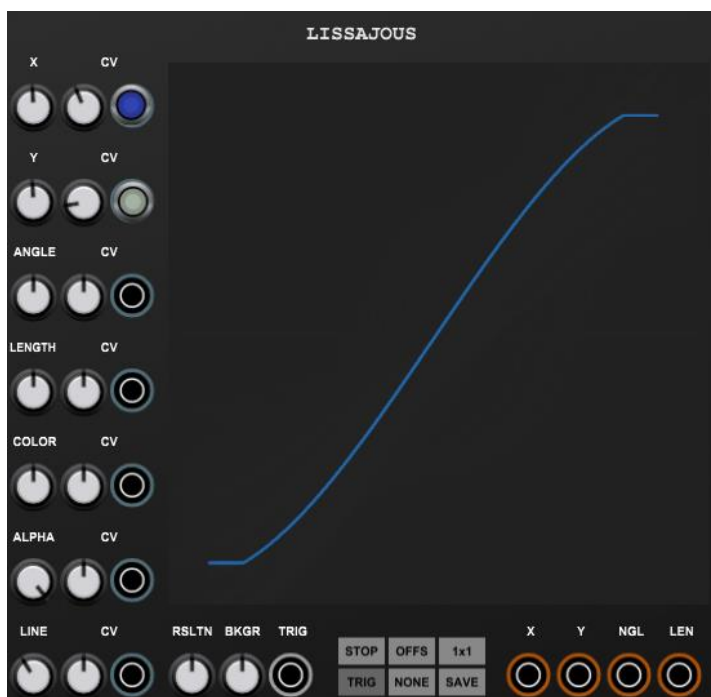 LISSAJOUS
X CV
Y CV
ANGLE CV
LENGTH CV
COLOR CV
ALPHA CV
LINE CV RSLTN BKGR TRIG X Y NGL LEN
STOP OFFS 1x1
TRIG NONE SAVE